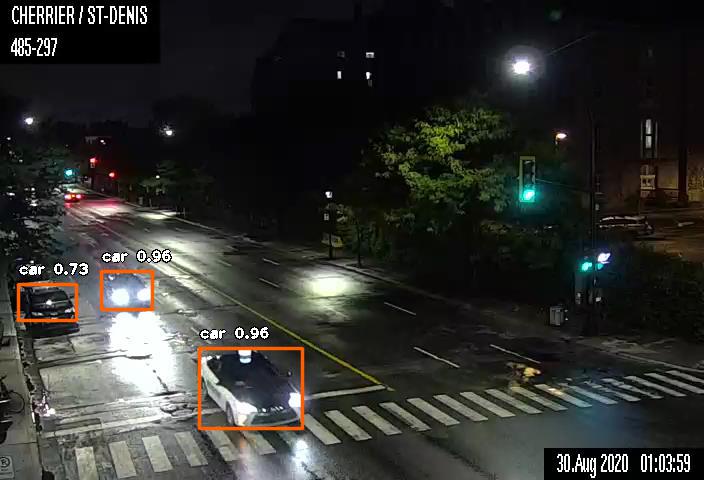 CHERRIER / ST-DENIS
485-297
car 0.96
car 0.73
car 0.96
30.Aug 2020 01:03:59